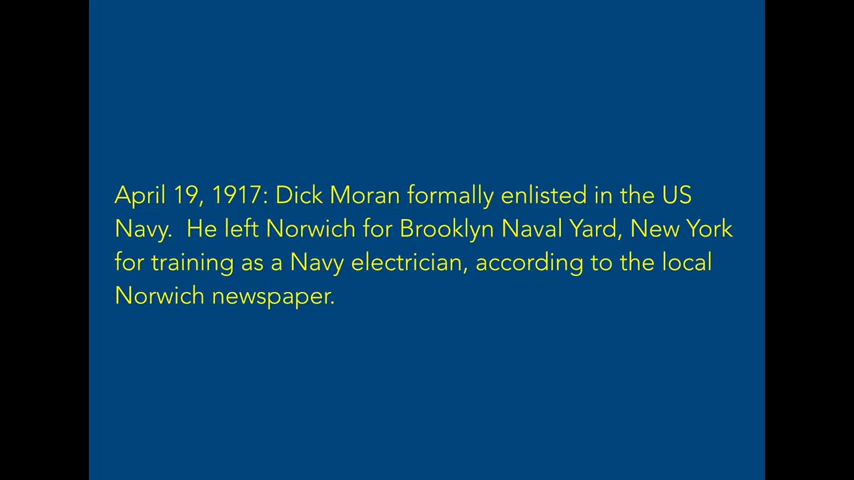 April 19, 1917: Dick Moran formally enlisted in the US
Navy.  He left Norwich for Brooklyn Naval Yard, New York
for training as a Navy electrician, according to the local
Norwich newspaper.